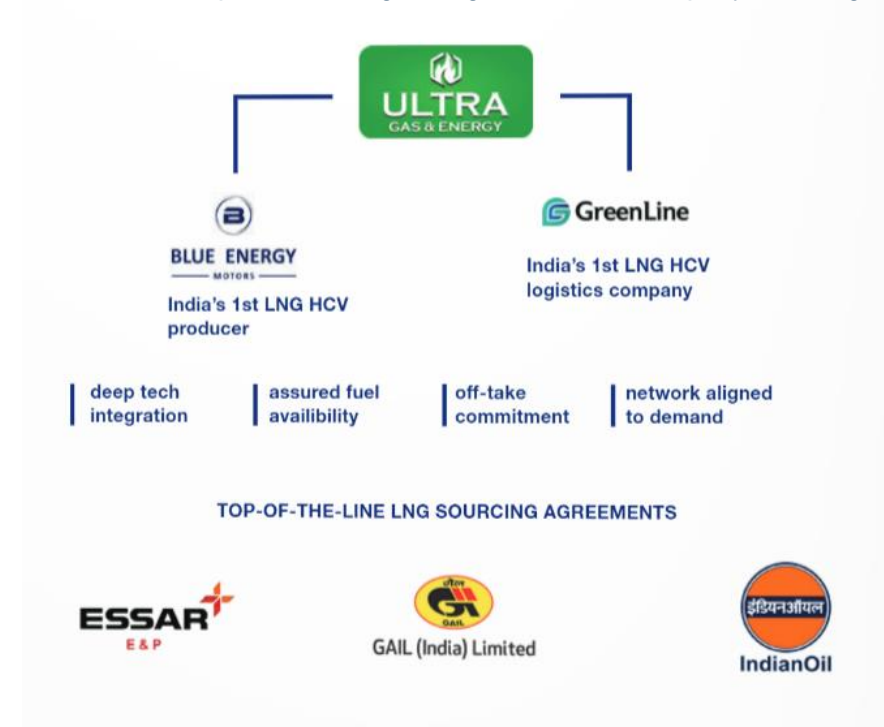 ULTRA
GAS & ENERGY
BLUE ENERGY
MOTORS
India's 1st LNG HCV
producer
GreenLine
India's 1st LNG HCV
logistics company
deep tech
integration
assured fuel
availibility
off-take
commitment
network aligned
to demand
TOP-OF-THE-LINE LNG SOURCING AGREEMENTS
ESSAR
E & P
गेल
GAIL
GAIL (India) Limited
इंडियनऑयल
IndianOil